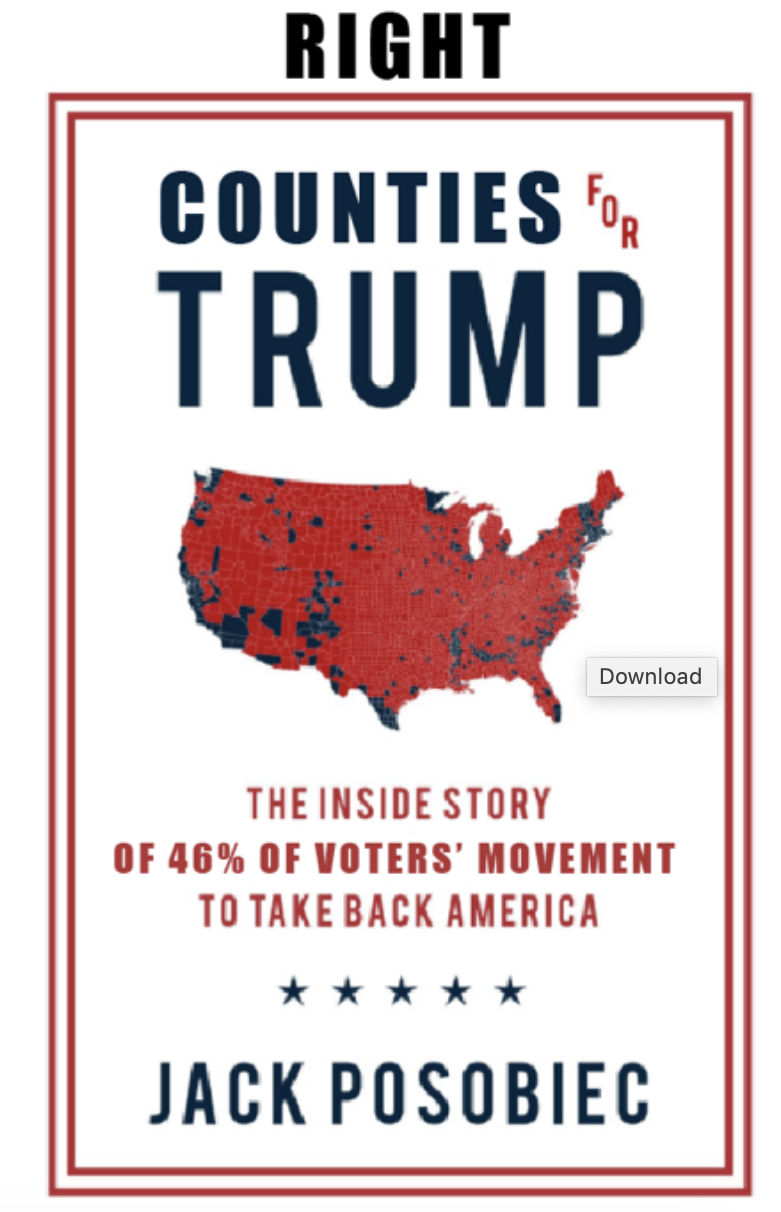 RIGHT
COUNTIES FOR
TRUMP
Download
THE INSIDE STORY
OF 46% OF VOTERS’ MOVEMENT
TO TAKE BACK AMERICA
JACK POSOBIEC